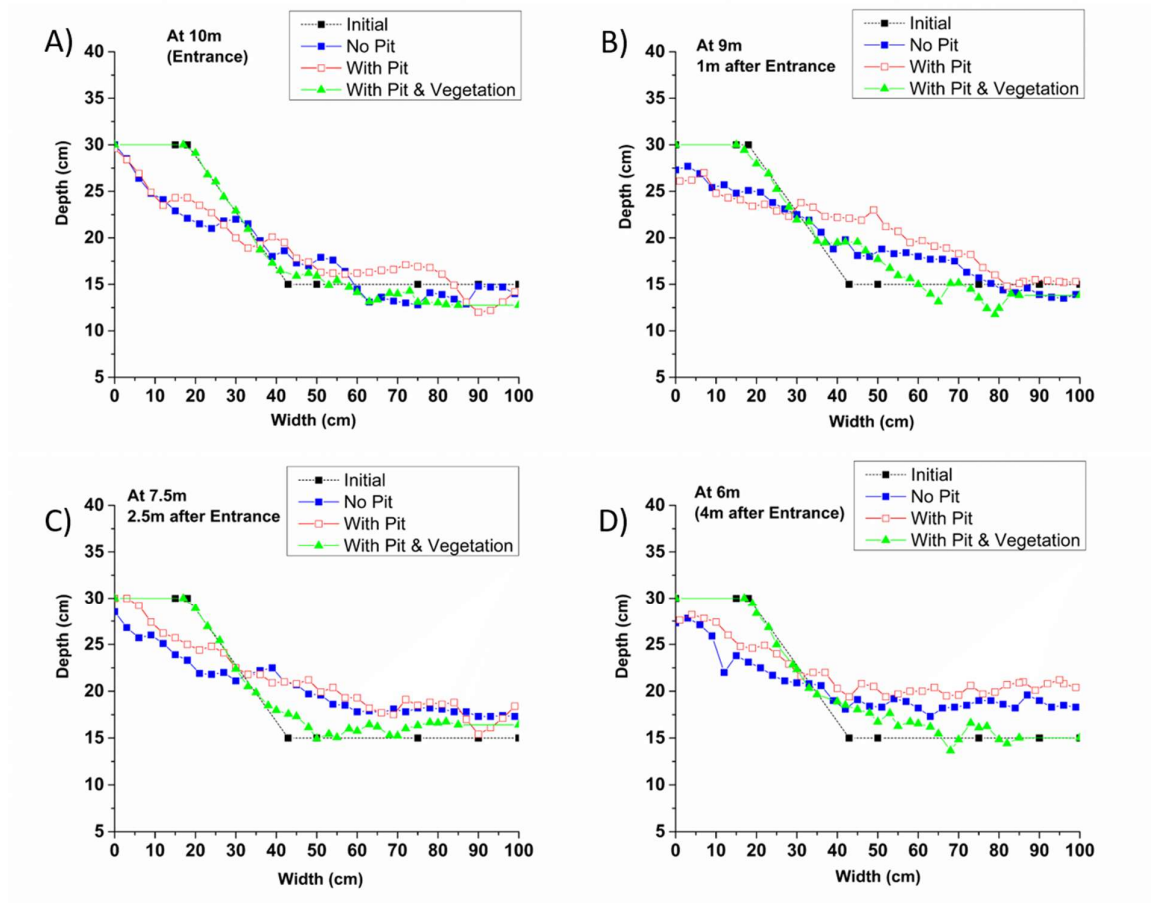 A)
At 10m
(Entrance)
Initial
No Pit
With Pit
With Pit & Vegetation
40
35
30
25
20
15
10
5
Depth (cm)
0 10 20 30 40 50 60 70 80 90 100
Width (cm)
B)
At 9m
1m after Entrance
Initial
No Pit
With Pit
With Pit & Vegetation
40
35
30
25
20
15
10
5
Depth (cm)
0 10 20 30 40 50 60 70 80 90 100
Width (cm)
C)
At 7.5m
2.5m after Entrance
Initial
No Pit
With Pit
With Pit & Vegetation
40
35
30
25
20
15
10
5
Depth (cm)
0 10 20 30 40 50 60 70 80 90 100
Width (cm)
D)
At 6m
(4m after Entrance)
Initial
No Pit
With Pit
With Pit & Vegetation
40
35
30
25
20
15
10
5
Depth (cm)
0 10 20 30 40 50 60 70 80 90 100
Width (cm)